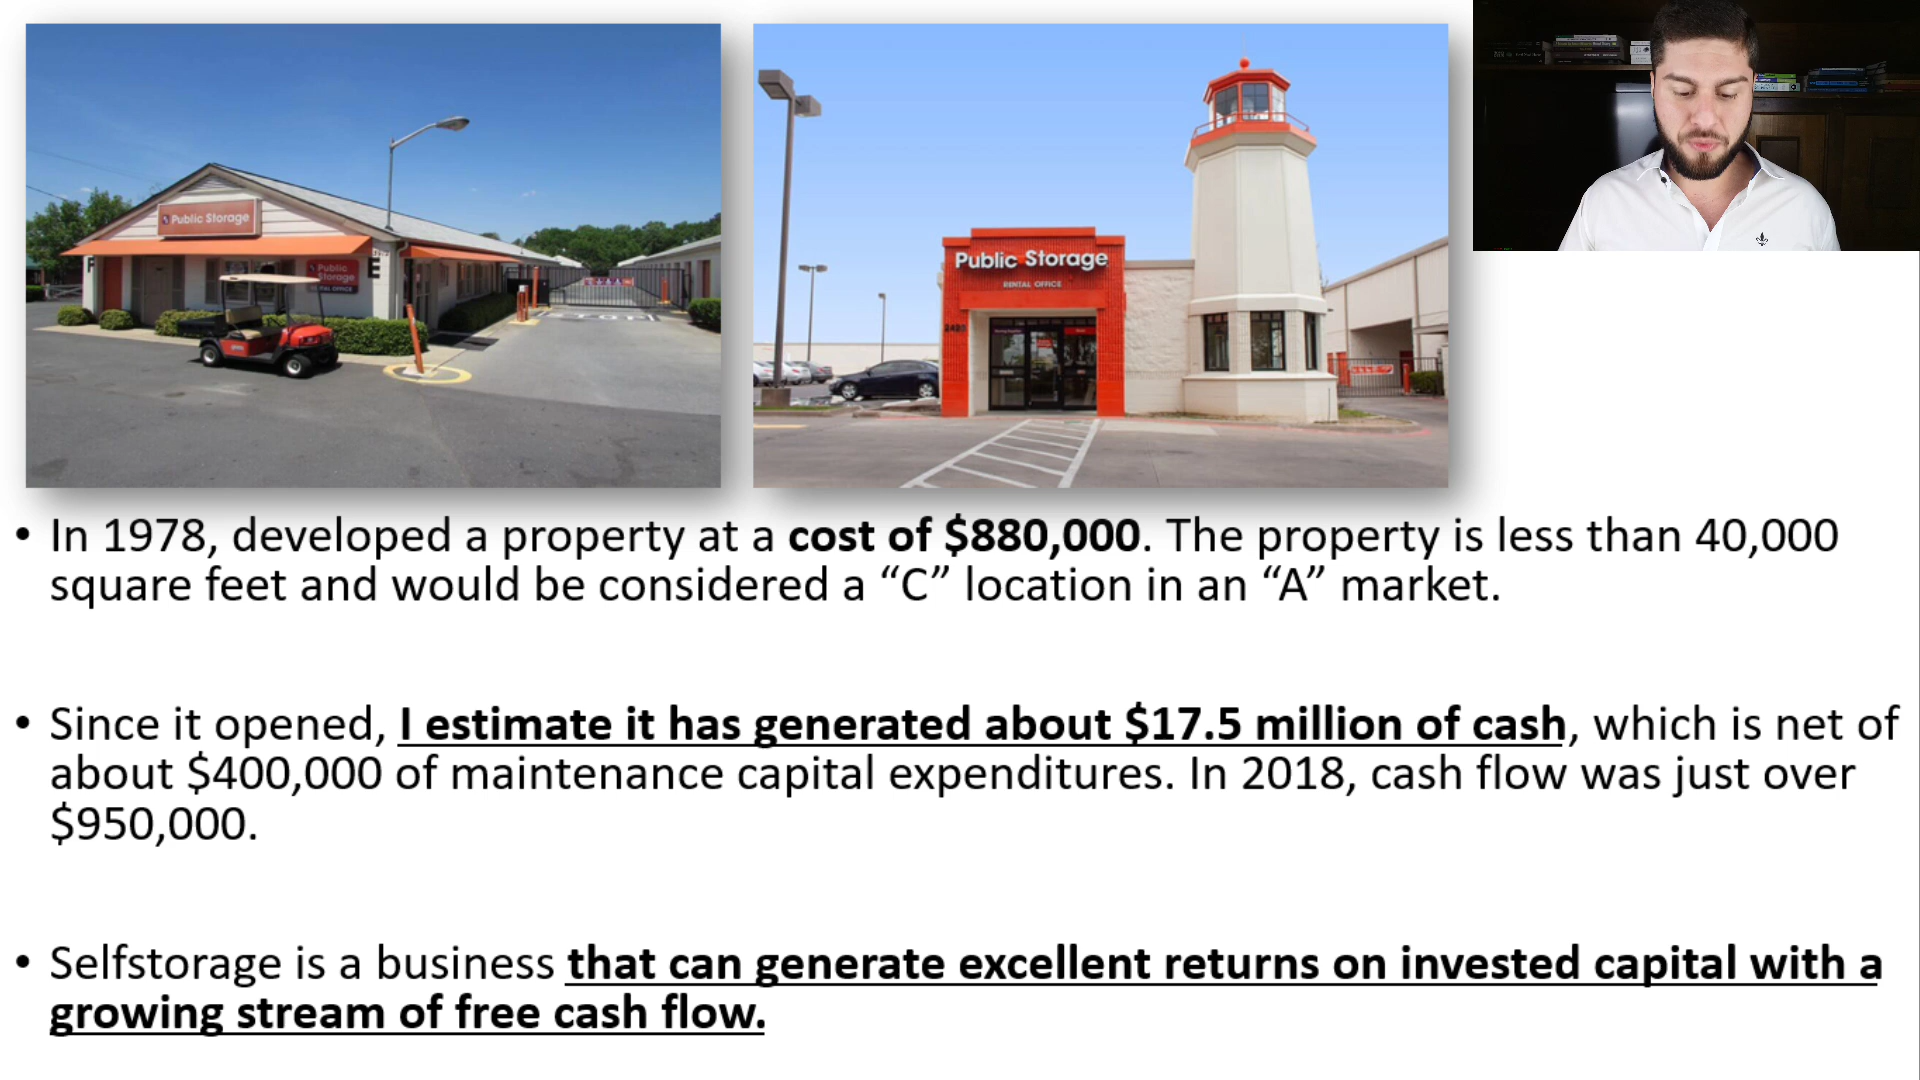 Public Storage
Public
Storage
E
Public Storage
RENTAL OFFICE
• In 1978, developed a property at a cost of $880,000. The property is less than 40,000
square feet and would be considered a “C” location in an “A” market.
• Since it opened, I estimate it has generated about $17.5 million of cash, which is net of
about $400,000 of maintenance capital expenditures. In 2018, cash flow was just over
$950,000.
• Selfstorage is a business that can generate excellent returns on invested capital with a
growing stream of free cash flow.